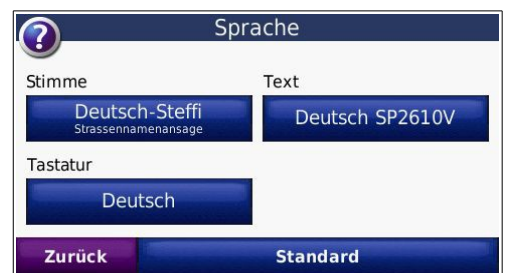 ?
Sprache
Stimme
Text
Deutsch-Steffi
Strassennamenansage
Deutsch SP2610V
Tastatur
Deutsch
Zurück
Standard